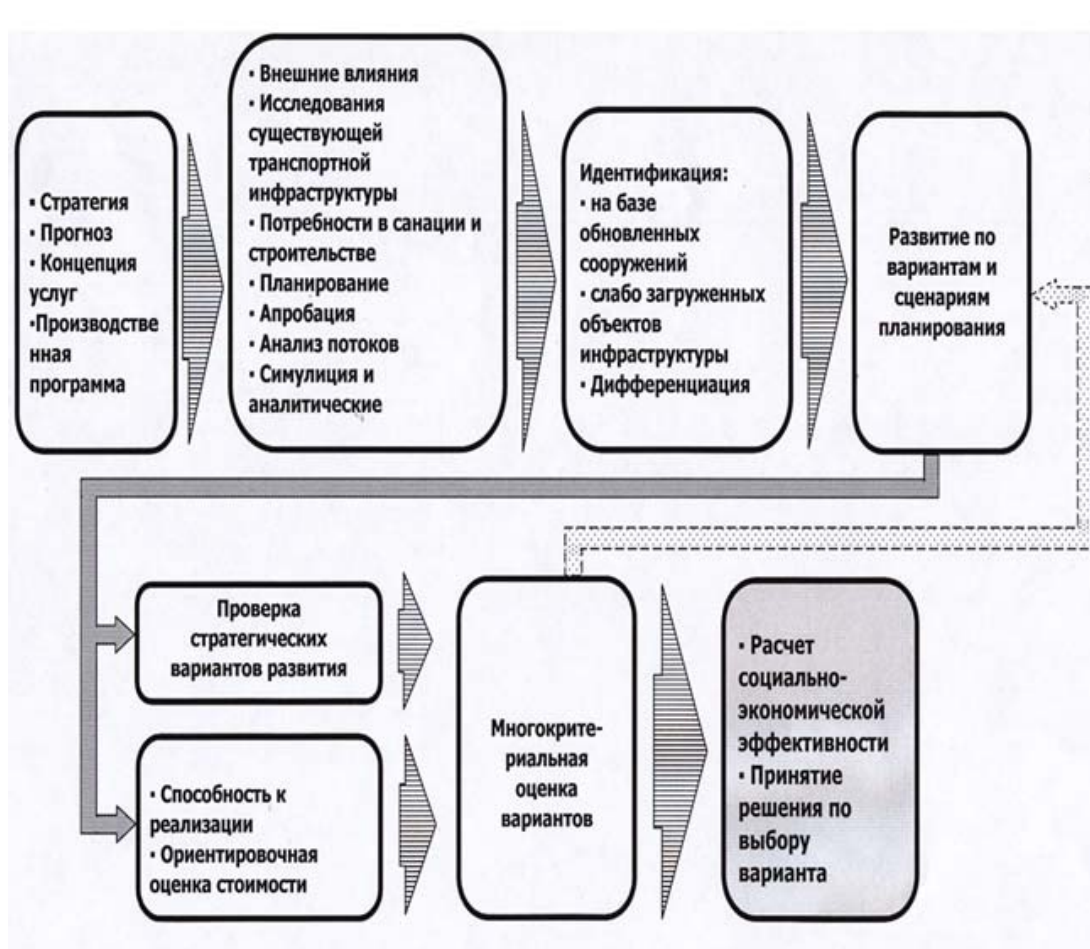 · Стратегия
· Прогноз
· Концепция
услуг
·Производстве
нная
программа
· Внешние влияния
· Исследования
существующей
транспортной
инфраструктуры
· Потребности в санации и
строительстве
· Планирование
· Апробация
· Анализ потоков
· Симулиция и
аналитические
Идентификация:
· на базе
обновленных
сооружений
· слабо загруженных
объектов
инфраструктуры
· Дифференциация
Развитие по
вариантам и
сценариям
планирования
Проверка
стратегических
вариантов развития
· Способность к
реализации
· Ориентировочная
оценка стоимости
Многокрите-
риальная
оценка
вариантов
· Расчет
социально-
экономической
эффективности
· Принятие
решения по
выбору
варианта